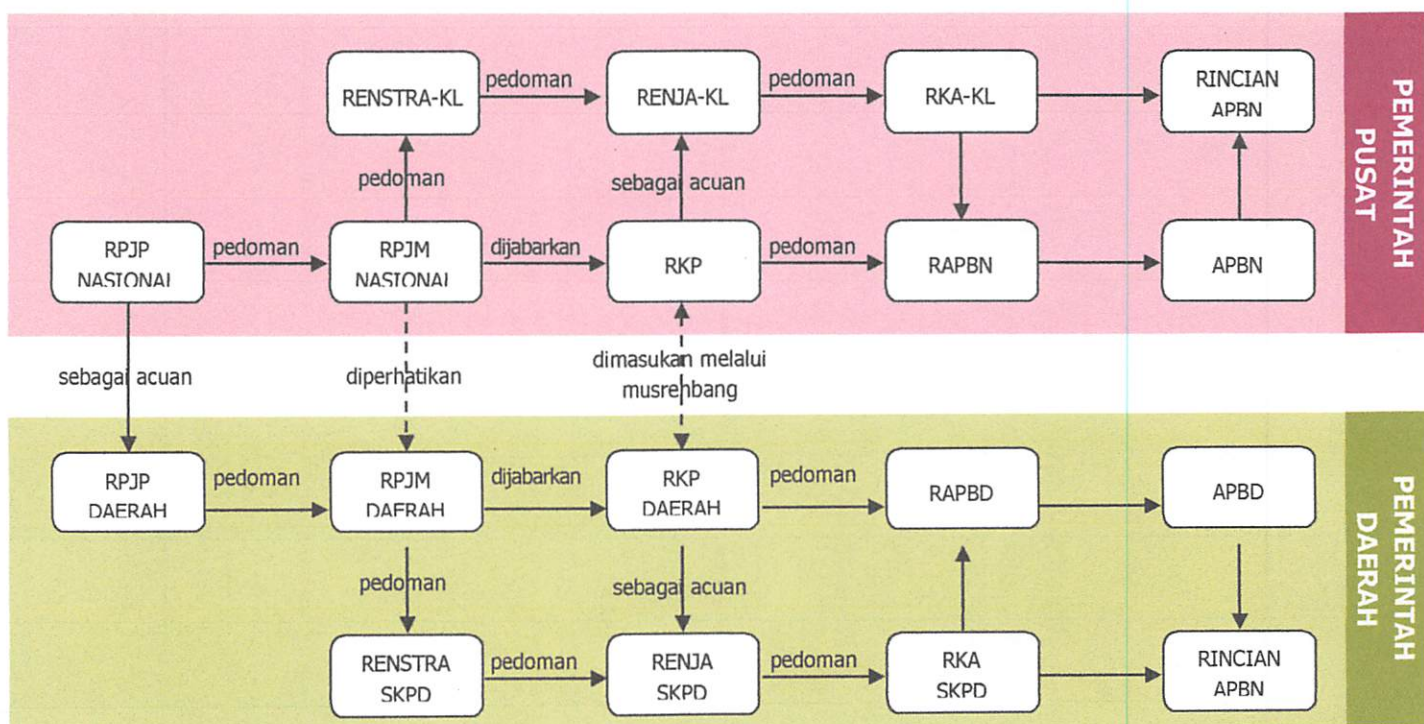 RENSTRA-KL
pedoman
RENJA-KL
pedoman
RKA-KL
RINCIAN
APBN
pedoman
sebagai acuan
RPJP
NASIONAL
pedoman
RPJM
NASIONAL
dijabarkan
RKP
pedoman
RAPBN
APBN
PEMERINTAH
PUSAT
sebagai acuan
diperhatikan
dimasukan melalui
musrenbang
RPJP
DAERAH
pedoman
RPJM
DAERAH
dijabarkan
RKP
DAERAH
pedoman
RAPBD
APBD
pedoman
sebagai acuan
RENSTRA
SKPD
pedoman
RENJA
SKPD
pedoman
RKA
SKPD
RINCIAN
APBN
PEMERINTAH
DAERAH